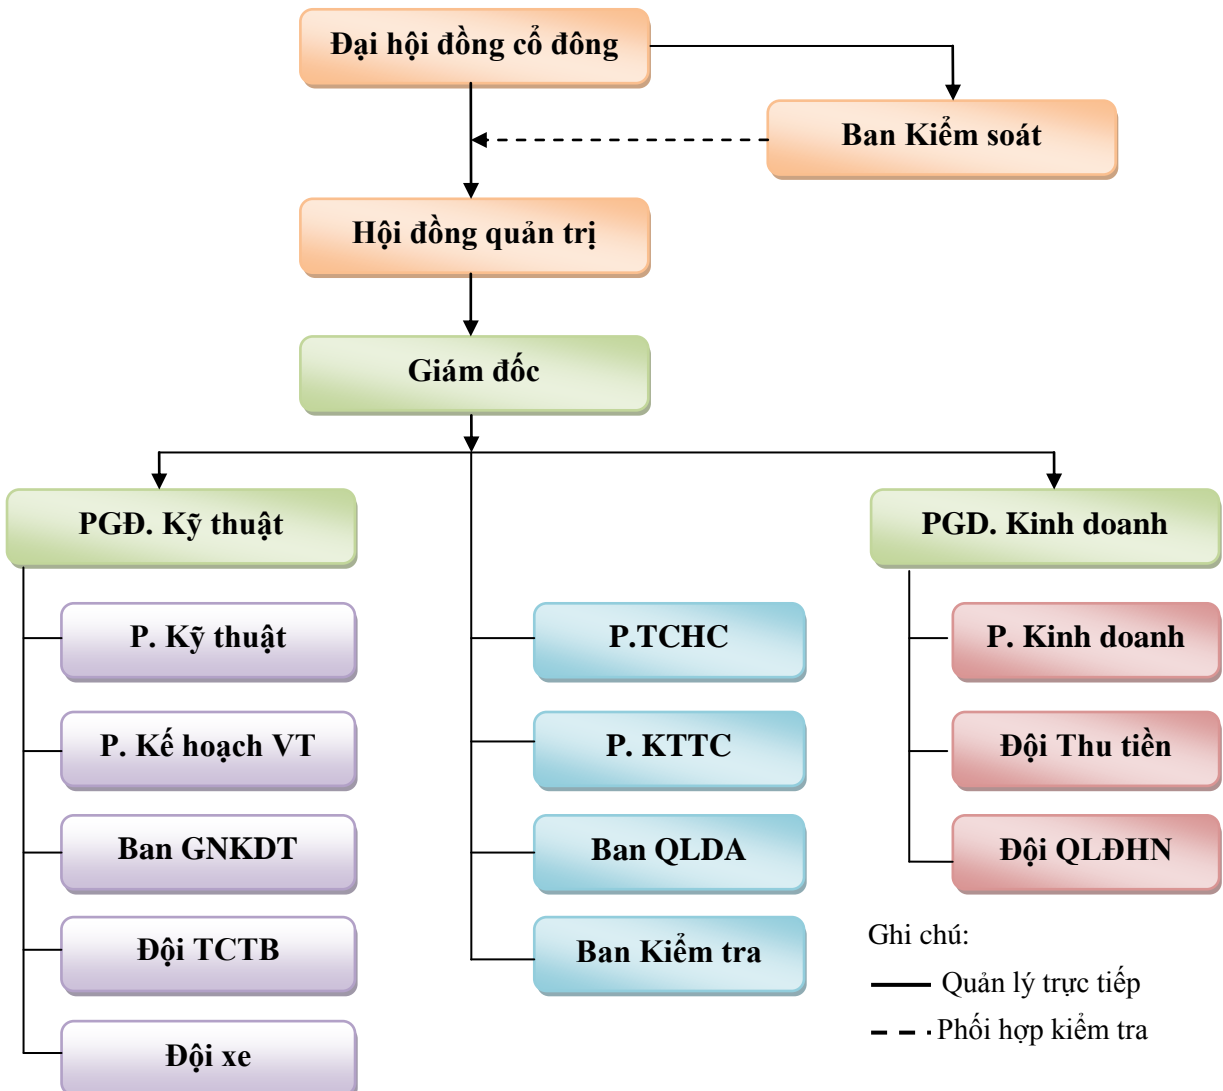 Đại hội đồng cổ đông
Ban Kiểm soát
Hội đồng quản trị
Giám đốc
PGĐ. Kỹ thuật
PGD. Kinh doanh
P. Kỹ thuật
P.TCHC
P. Kinh doanh
P. Kế hoạch VT
P. KTTC
Đội Thu tiền
Ban GNKDT
Ban QLDA
Đội QLĐHN
Đội TCTB
Ban Kiểm tra
Đội xe
Ghi chú:
Quản lý trực tiếp
Phối hợp kiểm tra